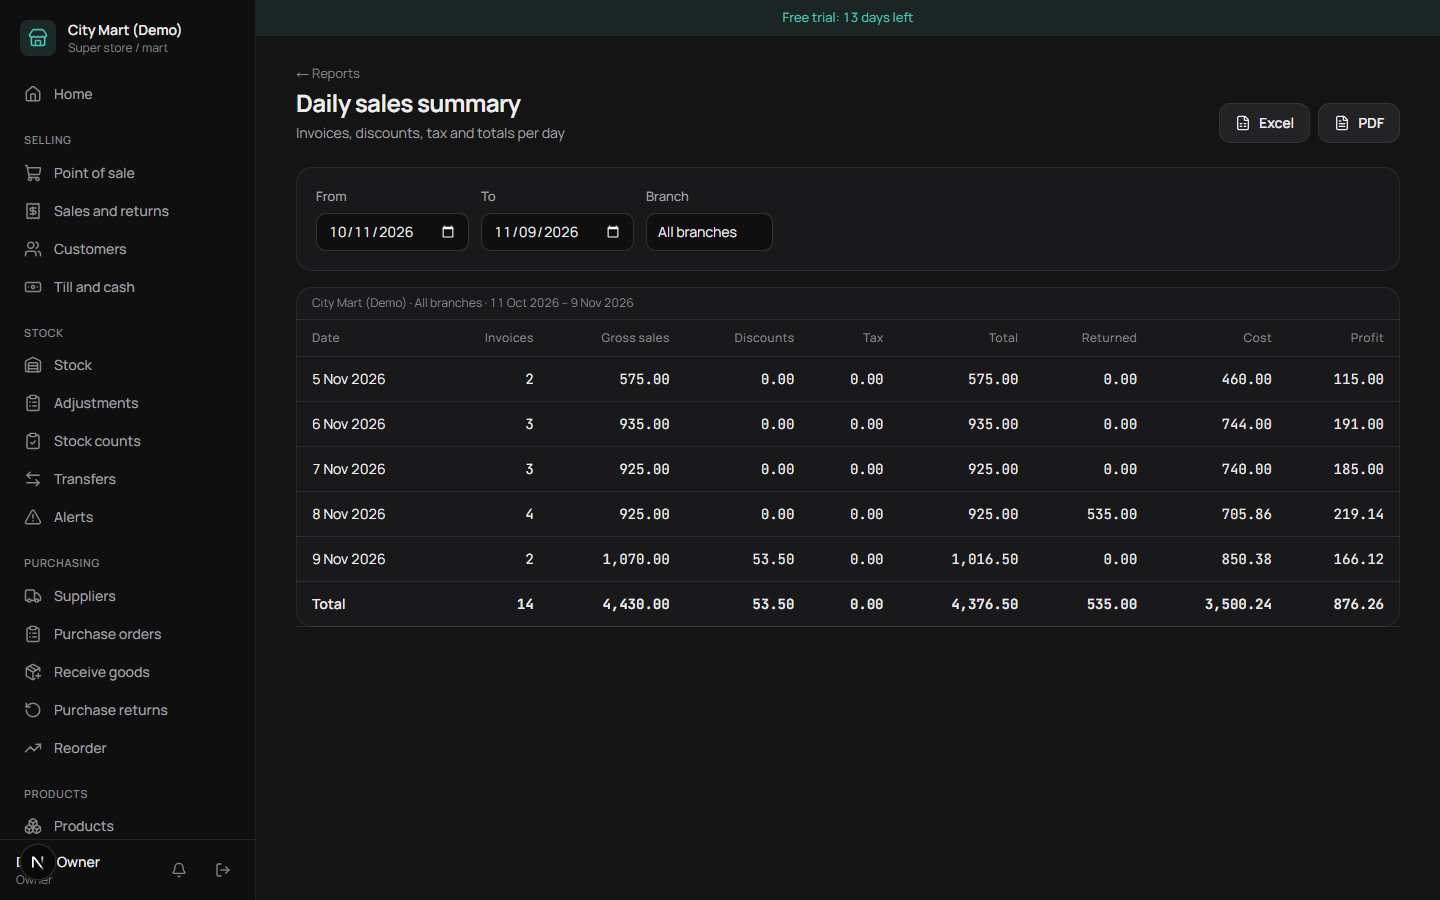 City Mart (Demo)
Super store / mart
Home
SELLING
Point of sale
Sales and returns
Customers
Till and cash
STOCK
Stock
Adjustments
Stock counts
Transfers
Alerts
PURCHASING
Suppliers
Purchase orders
Receive goods
Purchase returns
Reorder
PRODUCTS
Products
N Owner
Owner
Free trial: 13 days left
← Reports
Daily sales summary
Invoices, discounts, tax and totals per day
Excel PDF
From To Branch
10/11/2026 11/09/2026 All branches
City Mart (Demo) · All branches · 11 Oct 2026 – 9 Nov 2026
Date Invoices Gross sales Discounts Tax Total Returned Cost Profit
5 Nov 2026 2 575.00 0.00 0.00 575.00 0.00 460.00 115.00
6 Nov 2026 3 935.00 0.00 0.00 935.00 0.00 744.00 191.00
7 Nov 2026 3 925.00 0.00 0.00 925.00 0.00 740.00 185.00
8 Nov 2026 4 925.00 0.00 0.00 925.00 535.00 705.86 219.14
9 Nov 2026 2 1,070.00 53.50 0.00 1,016.50 0.00 850.38 166.12
Total 14 4,430.00 53.50 0.00 4,376.50 535.00 3,500.24 876.26